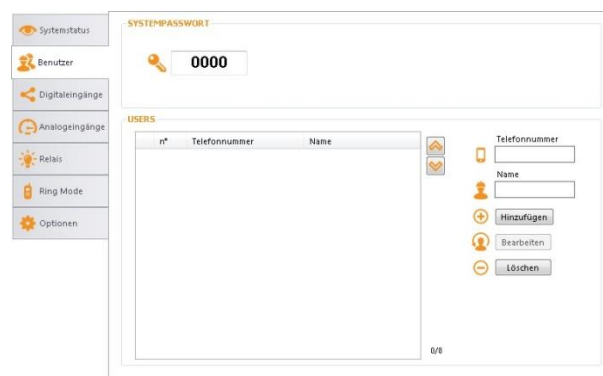 Systemstatus
Benutzer
Digitaleingänge
Analogeingänge
Relais
Ring Mode
Optionen
SYSTEMPASSWORT
0000
USERS
n° Telefonnummer Name
0/8
Telefonnummer
Name
Hinzufügen
Bearbeiten
Löschen